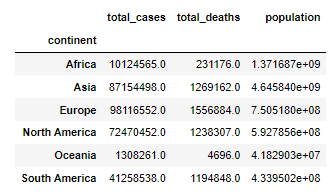 total_cases total_deaths population
continent
Africa 10124565.0 231176.0 1.371687e+09
Asia 87154498.0 1269162.0 4.645840e+09
Europe 98116552.0 1556884.0 7.505180e+08
North America 72470452.0 1238307.0 5.927856e+08
Oceania 1308261.0 4696.0 4.182903e+07
South America 41258538.0 1194848.0 4.339502e+08